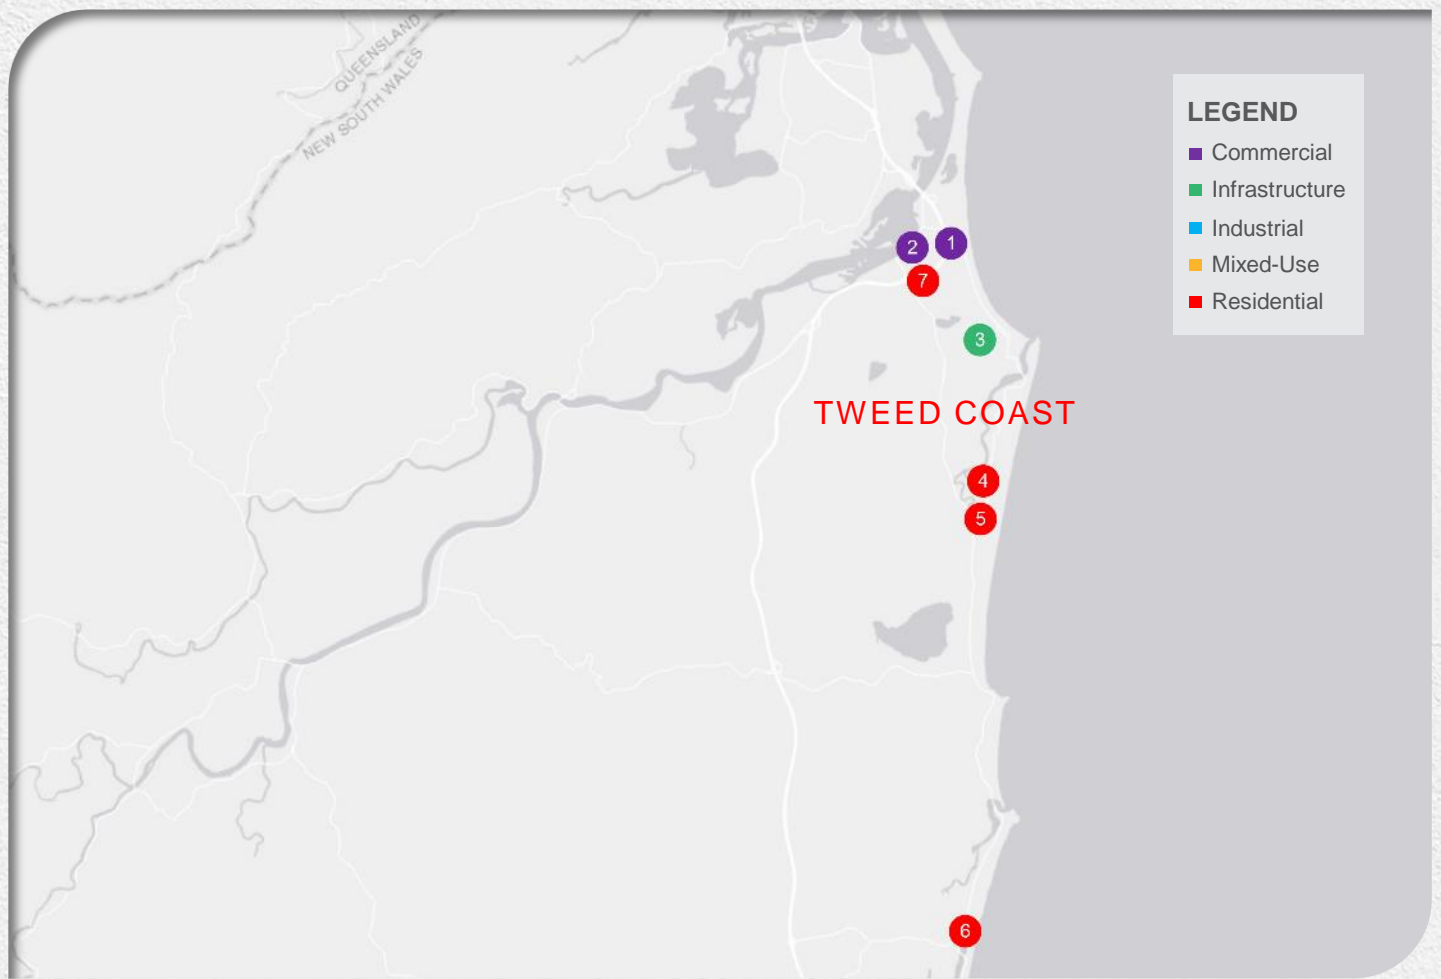 QUEENSLAND
NEW SOUTH WALES
LEGEND
Commercial
Infrastructure
Industrial
Mixed-Use
Residential
2
1
7
3
TWEED COAST
4
5
6